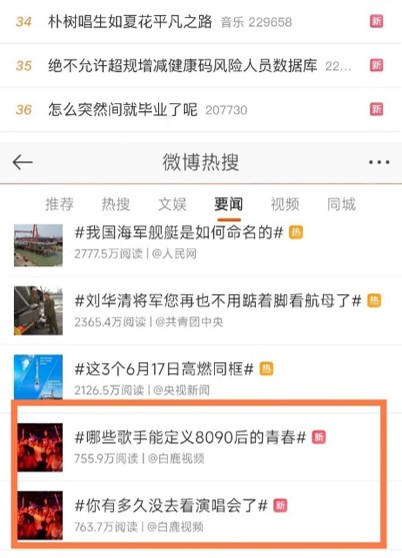 34 朴树唱生如夏花平凡之路 音乐 229658 新
35 绝不允许超规增减健康码风险人员数据库 22... 新
36 怎么突然间就毕业了呢 207730 新
微博热搜
推荐 热搜 文娱 要闻 视频 同城
#我国海军舰艇是如何命名的# 热
2777.5万阅读 | @人民网
#刘华清将军您再也不用踮着脚看航母了# 热
2365.4万阅读 | @共青团中央
#这3个6月17日高燃同框# 热
2126.5万阅读 | @央视新闻
#哪些歌手能定义8090后的青春# 新
755.9万阅读 | @白鹿视频
#你有多久没去看演唱会了# 新
763.7万阅读 | @白鹿视频